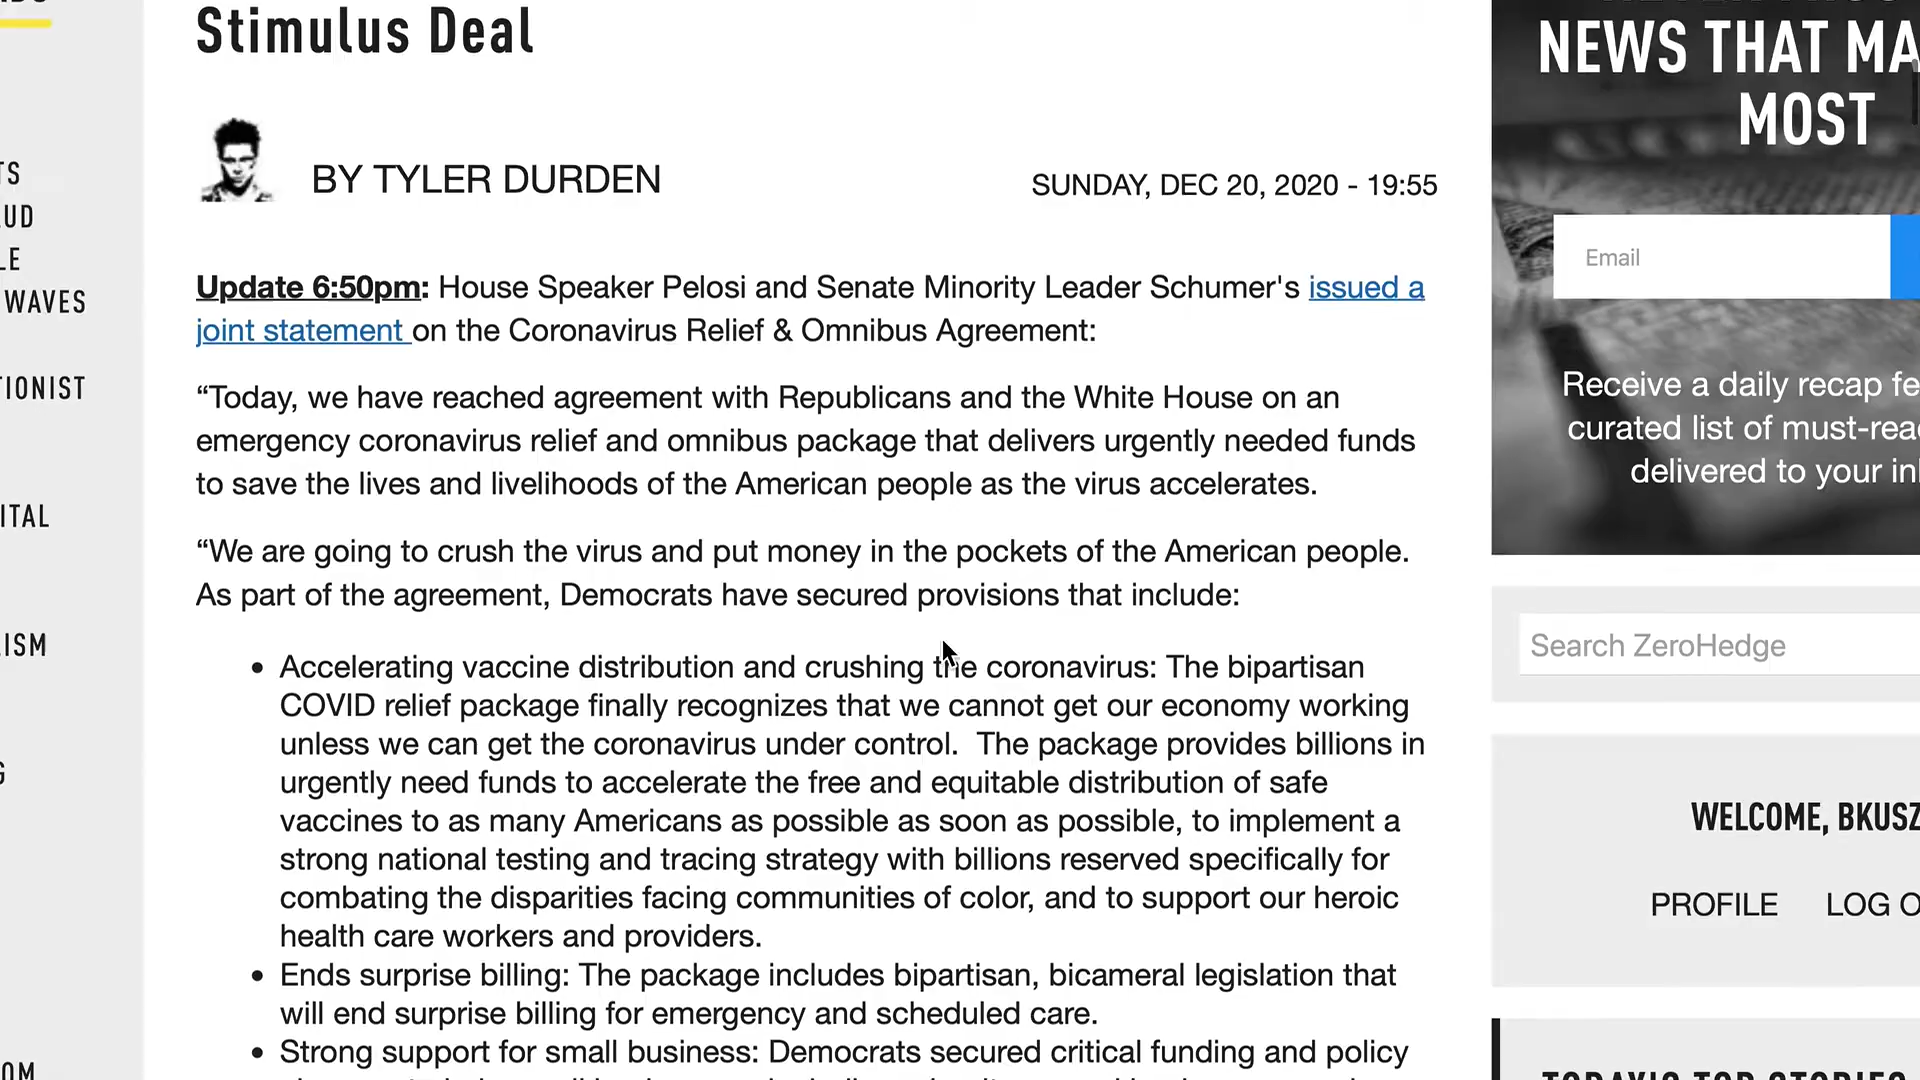 Stimulus Deal
BY TYLER DURDEN
SUNDAY, DEC 20, 2020 - 19:55
Update 6:50pm: House Speaker Pelosi and Senate Minority Leader Schumer's issued a
joint statement on the Coronavirus Relief & Omnibus Agreement:
“Today, we have reached agreement with Republicans and the White House on an
emergency coronavirus relief and omnibus package that delivers urgently needed funds
to save the lives and livelihoods of the American people as the virus accelerates.
“We are going to crush the virus and put money in the pockets of the American people.
As part of the agreement, Democrats have secured provisions that include:
• Accelerating vaccine distribution and crushing the coronavirus: The bipartisan
COVID relief package finally recognizes that we cannot get our economy working
unless we can get the coronavirus under control.  The package provides billions in
urgently need funds to accelerate the free and equitable distribution of safe
vaccines to as many Americans as possible as soon as possible, to implement a
strong national testing and tracing strategy with billions reserved specifically for
combating the disparities facing communities of color, and to support our heroic
health care workers and providers.
• Ends surprise billing: The package includes bipartisan, bicameral legislation that
will end surprise billing for emergency and scheduled care.
• Strong support for small business: Democrats secured critical funding and policy
NEWS THAT MA
MOST
Email
Receive a daily recap fe
curated list of must-rea
delivered to your in
Search ZeroHedge
WELCOME, BKUSZ
PROFILE
LOG O
TODAY'S TOP STORIES
TS
AUD
LE
WAVES
TIONIST
ITAL
LISM
G
OM